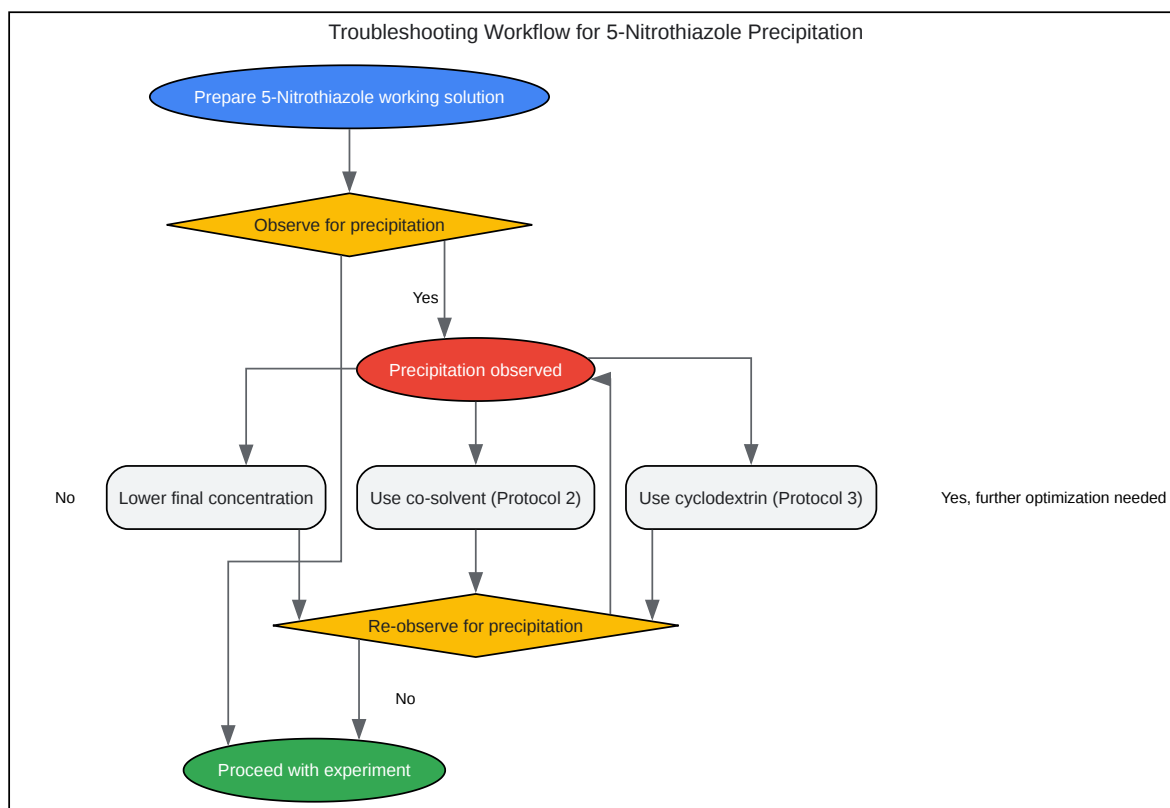 Troubleshooting Workflow for 5-Nitrothiazole Precipitation
Prepare 5-Nitrothiazole working solution
Observe for precipitation
Yes
Precipitation observed
No
Lower final concentration
Use co-solvent (Protocol 2)
Use cyclodextrin (Protocol 3)
Yes, further optimization needed
Re-observe for precipitation
No
Proceed with experiment